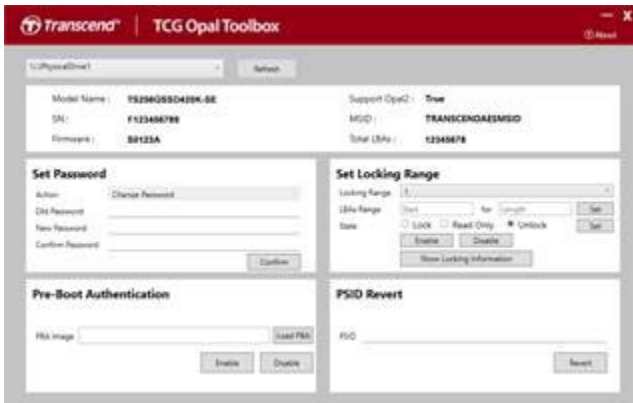 Transcend® TCG Opal Toolbox
About
\\.\PhysicalDrive1 Refresh
Model Name : TS256GSSD420K-SE Support Opal2 : True
SN : F123456789 MSID : TRANSCENDAESMSID
Firmware : S0123A Total LBAs : 12345678
Set Password
Action Change Password
Old Password
New Password
Confirm Password
Confirm
Set Locking Range
Locking Range 1
LBAs Range Start for Length Set
State Lock Read Only Unlock Set
Enable Disable
Show Locking Information
Pre-Boot Authentication
PBA Image Load PBA
Enable Disable
PSID Revert
PSID
Revert